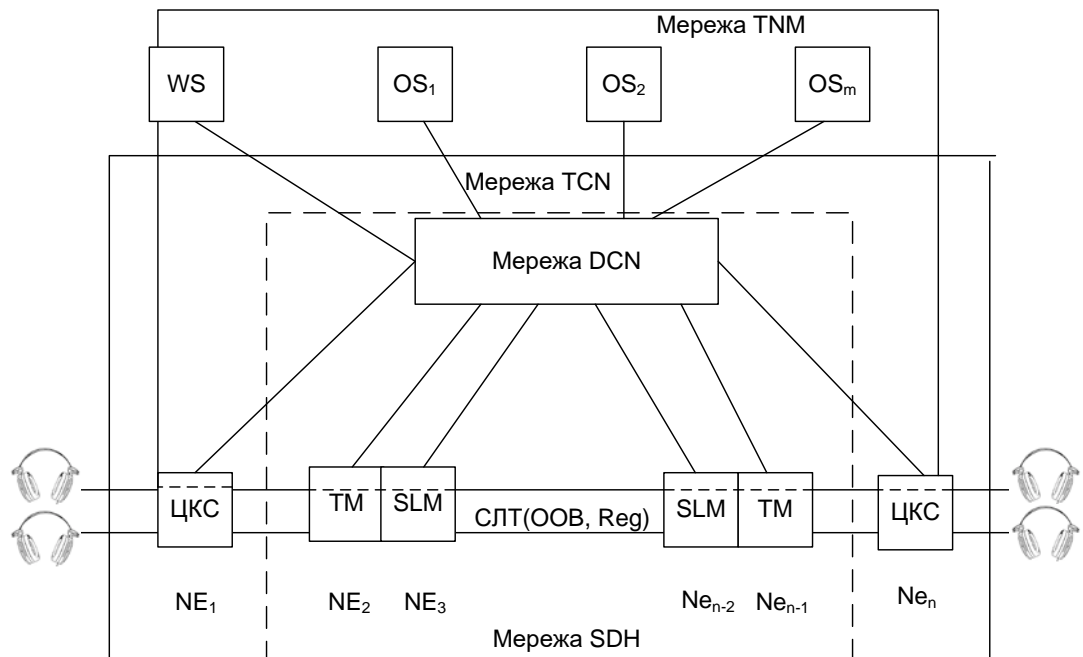 Мережа TNM
WS
OS₁
OS₂
OSₘ
Мережа TCN
Мережа DCN
ЦКС
TM
SLM
СЛТ(ООВ, Reg)
SLM
TM
ЦКС
NE₁
NE₂
NE₃
Neₙ₋₂
Neₙ₋₁
Neₙ
Мережа SDH